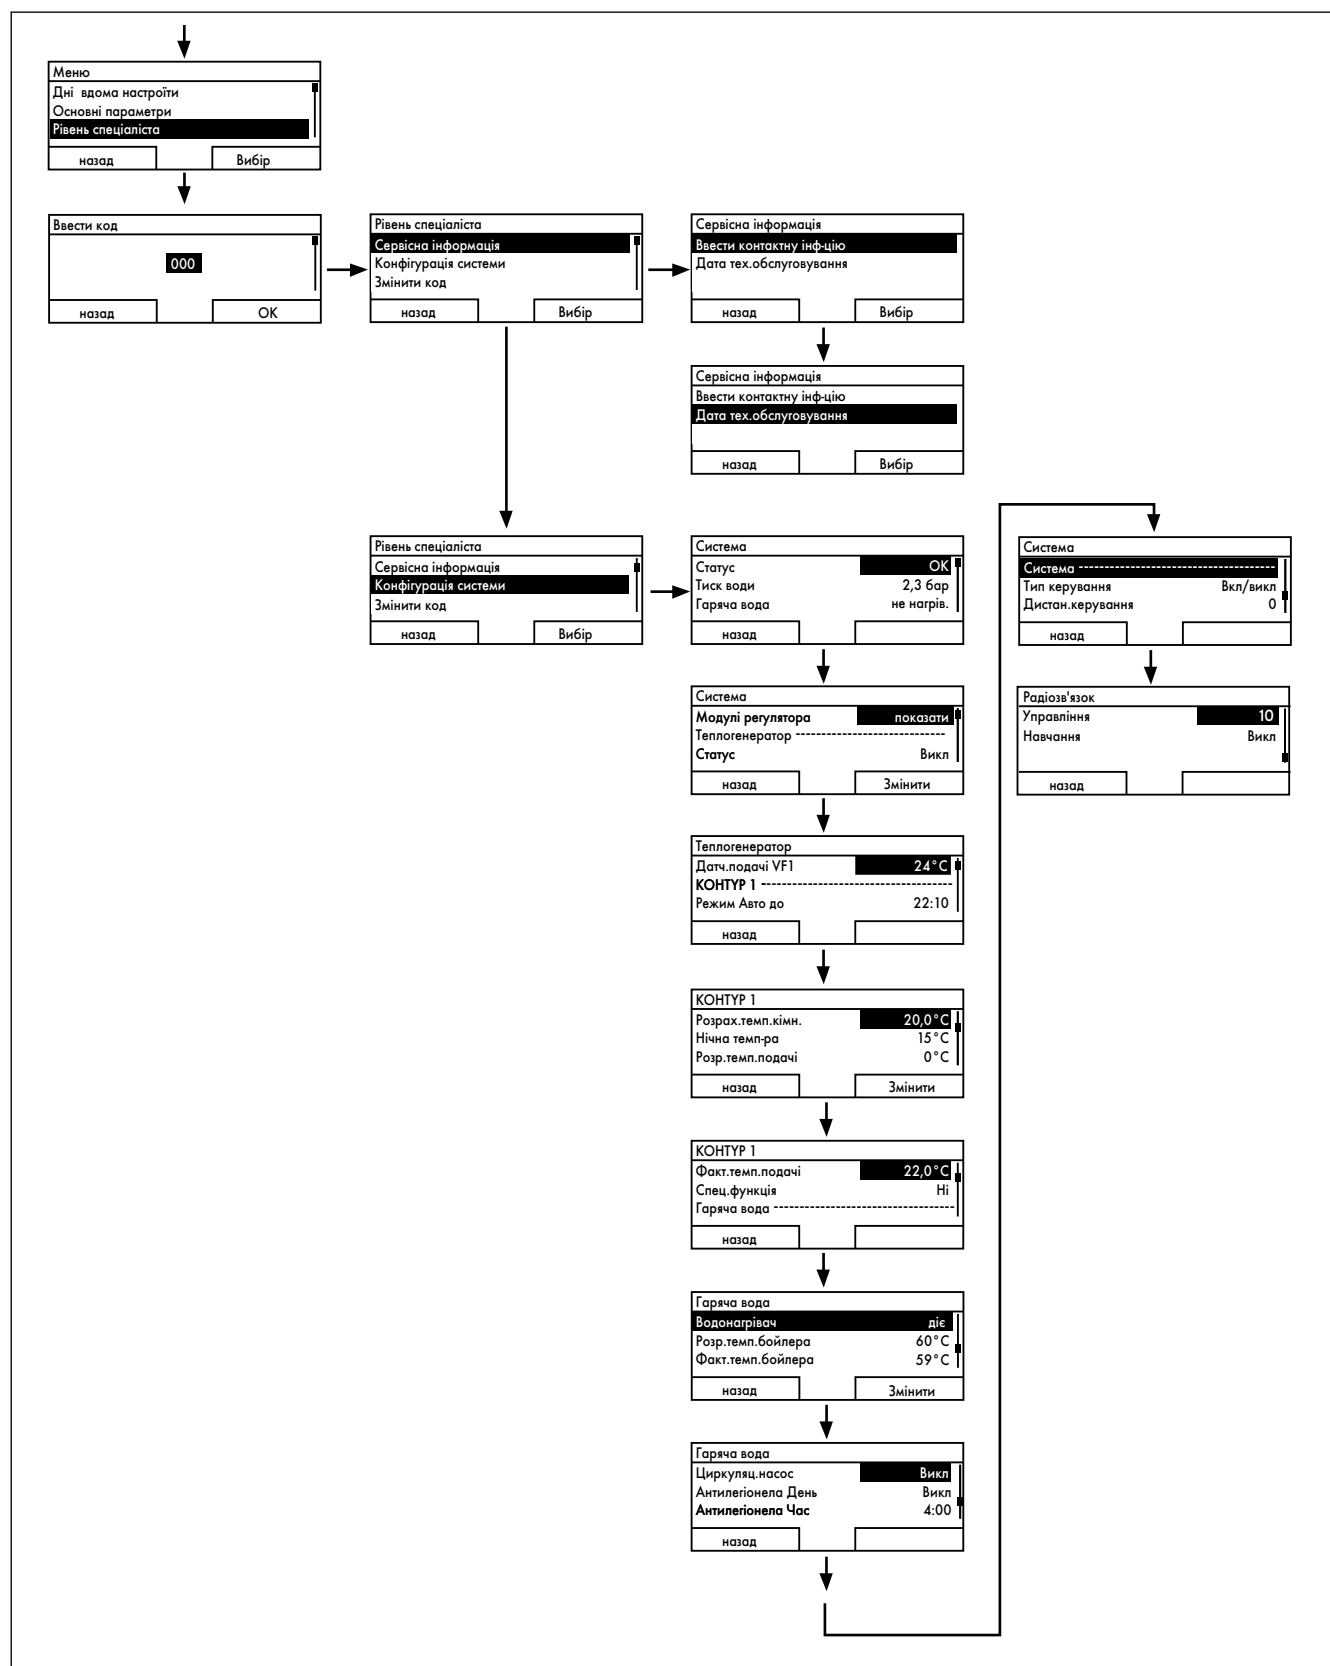 Меню
Дні вдома настроїти
Основні параметри
Рівень спеціаліста
назад Вибір
Ввести код
000
назад OK
Рівень спеціаліста
Сервісна інформація
Конфігурація системи
Змінити код
назад Вибір
Сервісна інформація
Ввести контактну інф-цію
Дата тех.обслуговування
назад Вибір
Сервісна інформація
Ввести контактну інф-цію
Дата тех.обслуговування
назад Вибір
Рівень спеціаліста
Сервісна інформація
Конфігурація системи
Змінити код
назад Вибір
Система
Статус OK
Тиск води 2,3 бар
Гаряча вода не нагрів.
назад
Система
Модулі регулятора показати
Теплогенератор ----------------------------
Статус Викл
назад Змінити
Теплогенератор
Датч.подачі VF1 24°C
КОНТУР 1 ------------------------------------
Режим Авто до 22:10
назад
КОНТУР 1
Розрах.темп.кімн. 20,0°C
Нічна темп-ра 15°C
Розр.темп.подачі 0°C
назад Змінити
КОНТУР 1
Факт.темп.подачі 22,0°C
Спец.функція Ні
Гаряча вода ----------------------------------
назад
Гаряча вода
Водонагрівач діє
Розр.темп.бойлера 60°C
Факт.темп.бойлера 59°C
назад Змінити
Гаряча вода
Циркуляц.насос Викл
Антилегіонела День Викл
Антилегіонела Час 4:00
назад
Система
Система -------------------------------------
Тип керування Вкл/викл
Дистан.керування 0
назад
Радіозв'язок
Управління 10
Навчання Викл
назад